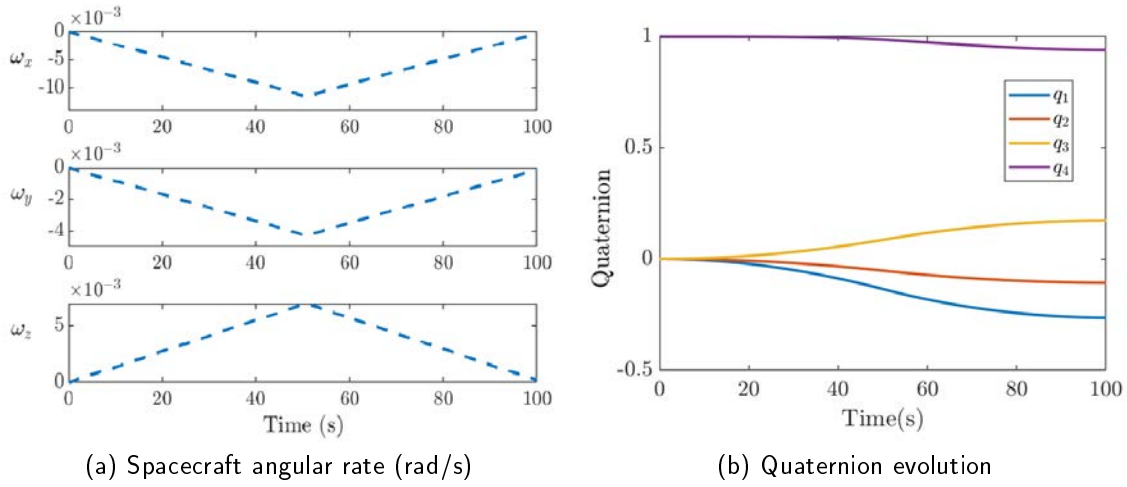 ×10⁻³
0
-5
-10
ωₓ
0 20 40 60 80 100
×10⁻³
0
-2
-4
ω_y
0 20 40 60 80 100
×10⁻³
5
0
ω_z
0 20 40 60 80 100
Time (s)
(a) Spacecraft angular rate (rad/s)
1
0.5
0
-0.5
Quaternion
q₁
q₂
q₃
q₄
0 20 40 60 80 100
Time(s)
(b) Quaternion evolution